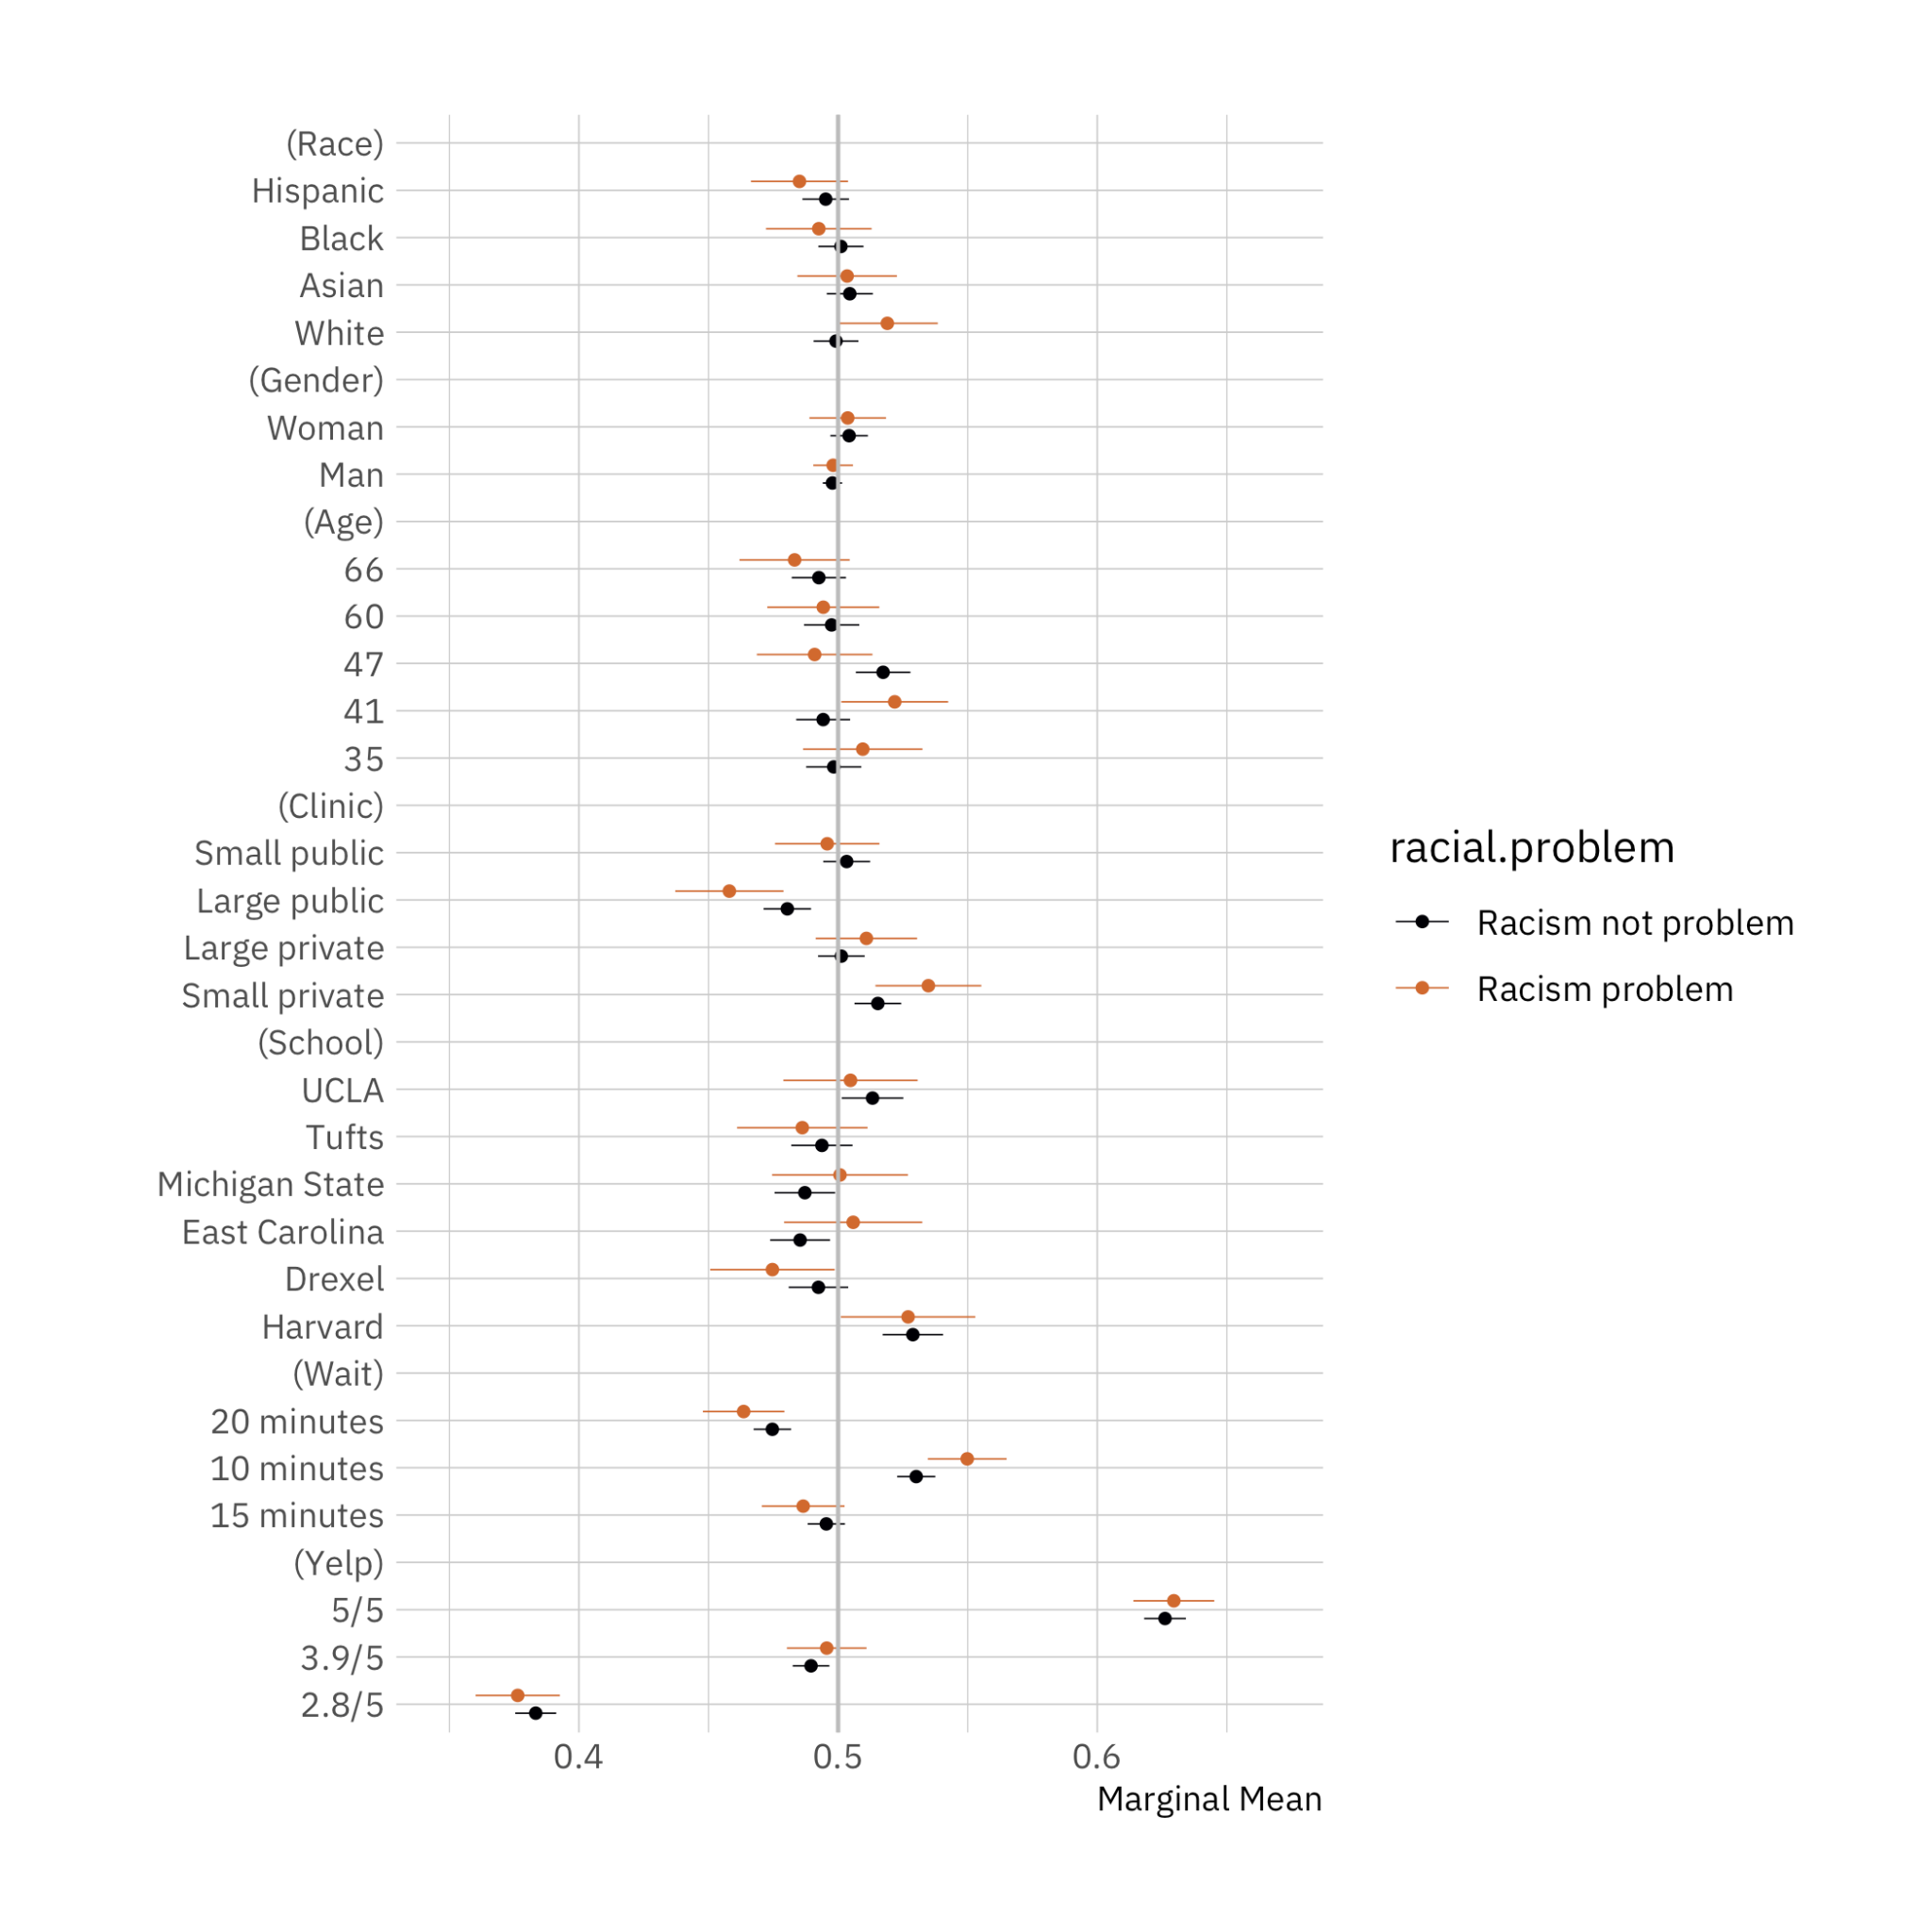 (Race)
Hispanic
Black
Asian
White
(Gender)
Woman
Man
(Age)
66
60
47
41
35
(Clinic)
Small public
Large public
Large private
Small private
(School)
UCLA
Tufts
Michigan State
East Carolina
Drexel
Harvard
(Wait)
20 minutes
10 minutes
15 minutes
(Yelp)
5/5
3.9/5
2.8/5
0.4 0.5 0.6
Marginal Mean
racial.problem
Racism not problem
Racism problem